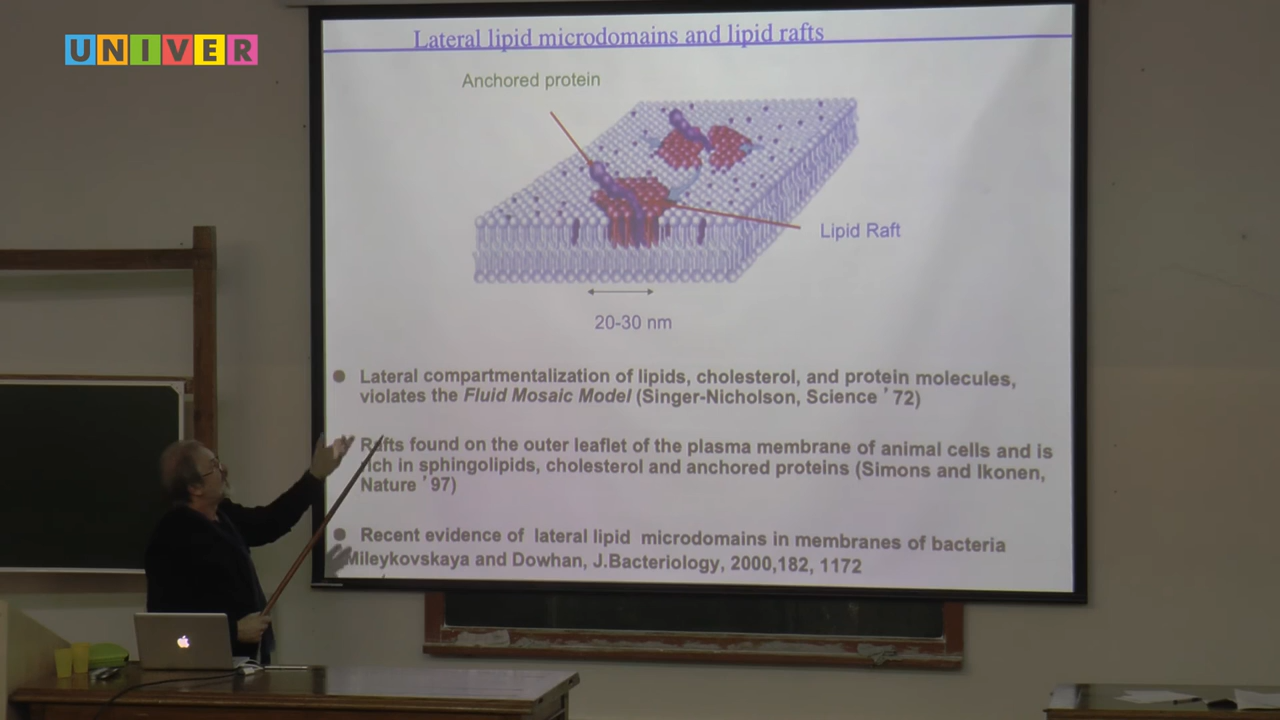 UNIVER
Lateral lipid microdomains and lipid rafts
Anchored protein
Lipid Raft
20-30 nm
Lateral compartmentalization of lipids, cholesterol, and protein molecules,
violates the Fluid Mosaic Model (Singer-Nicholson, Science '72)
Rafts found on the outer leaflet of the plasma membrane of animal cells and is
rich in sphingolipids, cholesterol and anchored proteins (Simons and Ikonen,
Nature '97)
Recent evidence of lateral lipid microdomains in membranes of bacteria
Mileykovskaya and Dowhan, J.Bacteriology, 2000,182, 1172